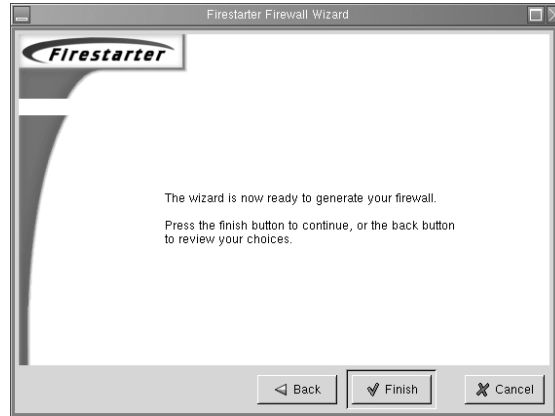 Firestarter Firewall Wizard
Firestarter
The wizard is now ready to generate your firewall.
Press the finish button to continue, or the back button
to review your choices.
Back
Finish
Cancel